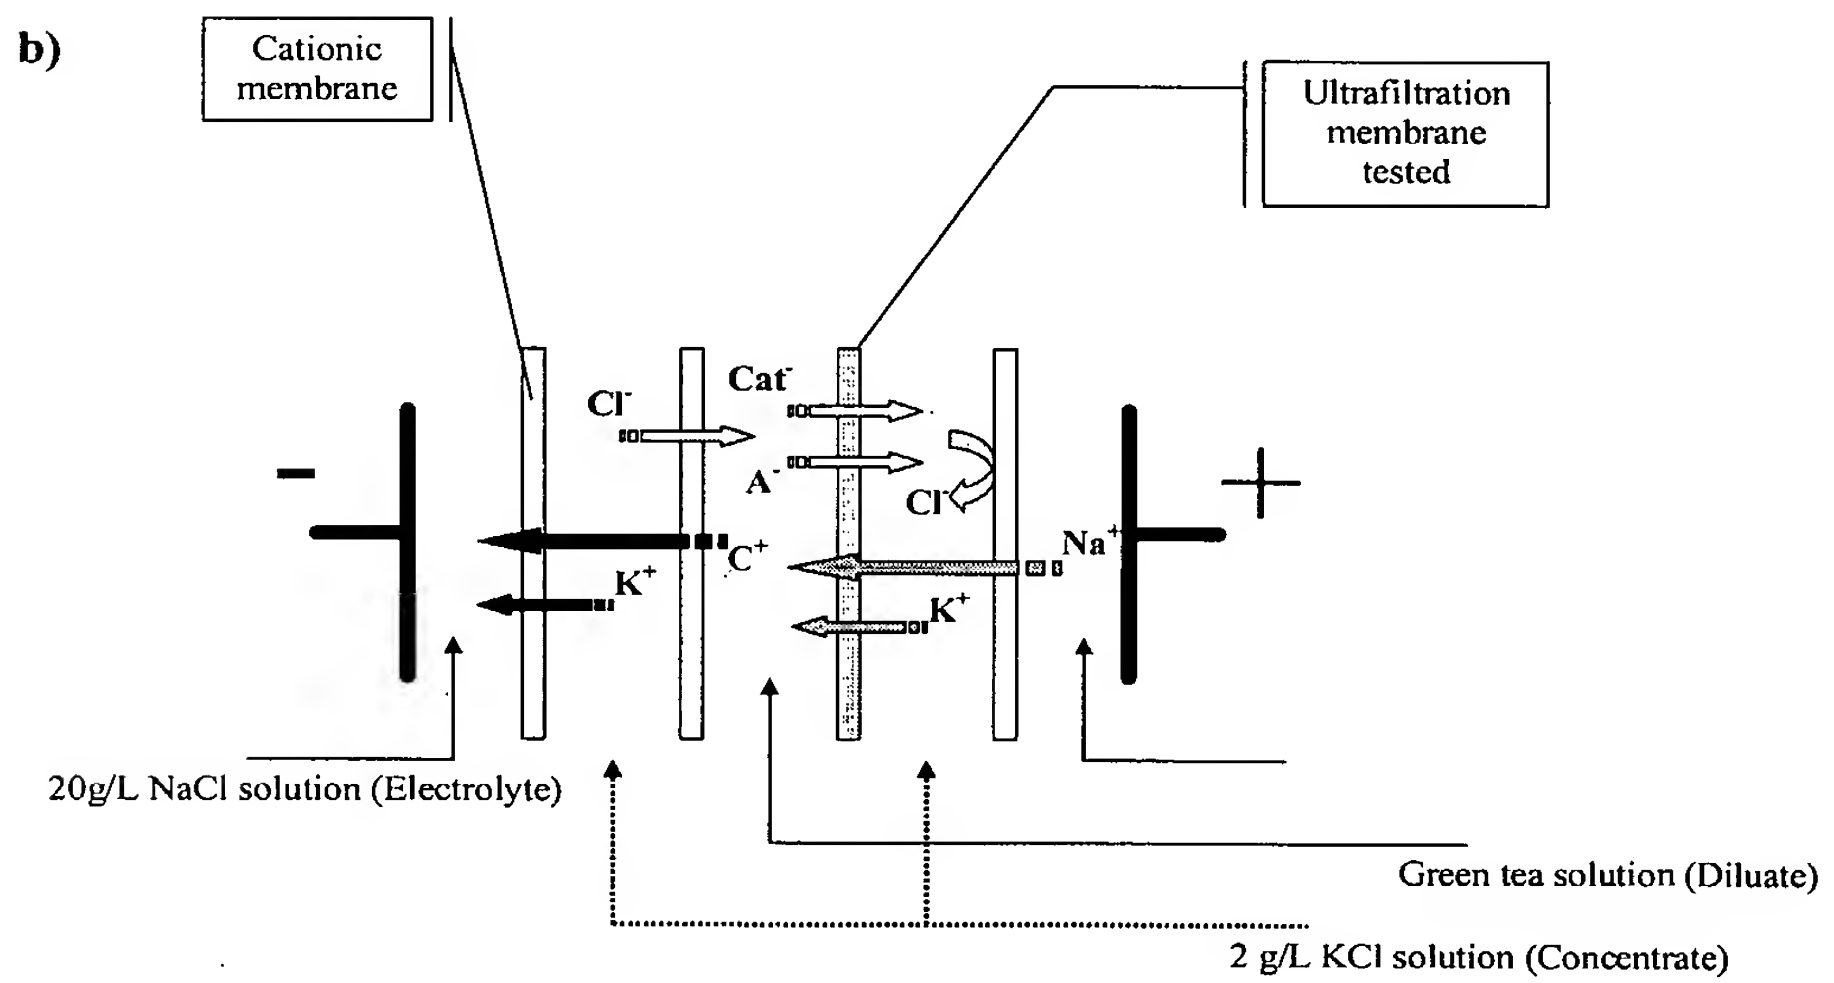 b)
Cationic
membrane
Ultrafiltration
membrane
tested
Cl⁻
Cat⁻
A⁻
Cl⁻
−
+
C⁺
Na⁺
K⁺
K⁺
20g/L NaCl solution (Electrolyte)
Green tea solution (Diluate)
2 g/L KCl solution (Concentrate)